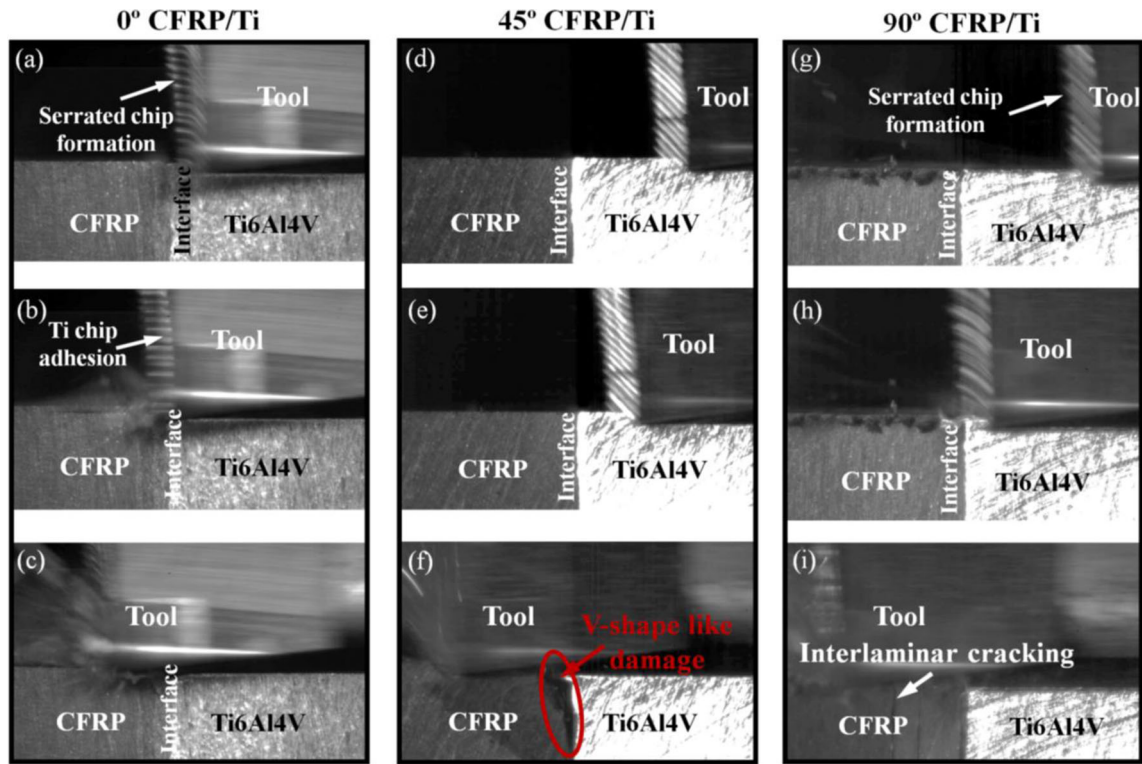 0º CFRP/Ti
45º CFRP/Ti
90º CFRP/Ti
(a)
Serrated chip
formation
Tool
CFRP
Interface
Ti6Al4V
(b)
Ti chip
adhesion
Tool
CFRP
Interface
Ti6Al4V
(c)
Tool
CFRP
Interface
Ti6Al4V
(d)
Tool
CFRP
Interface
Ti6Al4V
(e)
Tool
CFRP
Interface
Ti6Al4V
(f)
Tool
V-shape like
damage
CFRP
Ti6Al4V
(g)
Serrated chip
formation
Tool
CFRP
Interface
Ti6Al4V
(h)
Tool
CFRP
Interface
Ti6Al4V
(i)
Tool
Interlaminar cracking
CFRP
Ti6Al4V